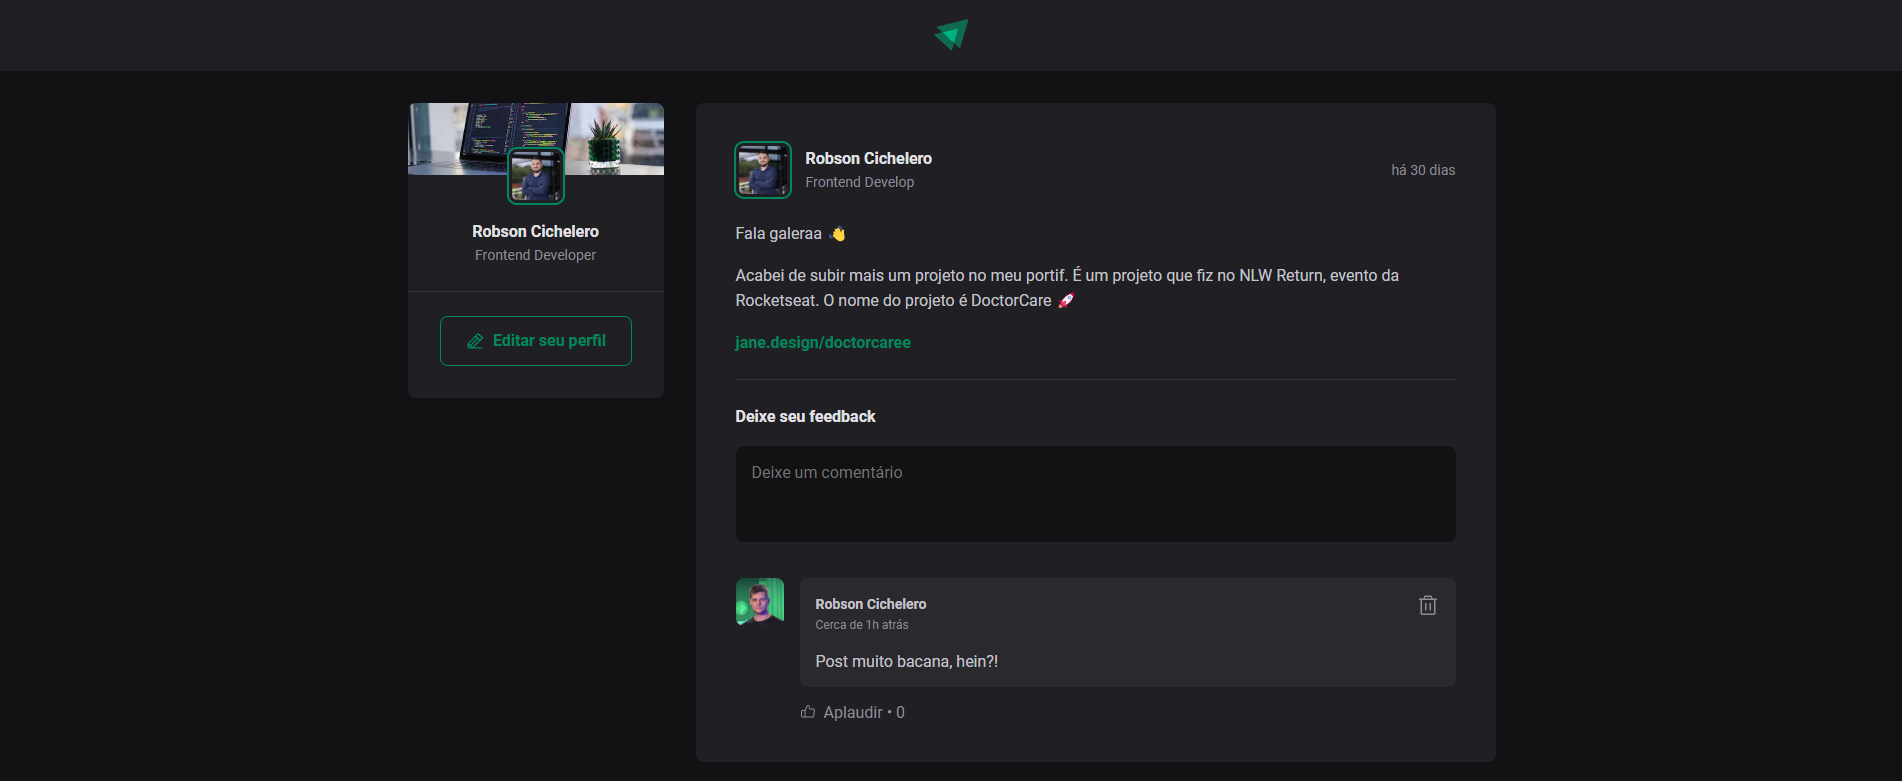 Robson Cichelero
Frontend Developer
Editar seu perfil
Robson Cichelero
Frontend Develop
há 30 dias
Fala galeraa 👋
Acabei de subir mais um projeto no meu portif. É um projeto que fiz no NLW Return, evento da
Rocketseat. O nome do projeto é DoctorCare 🚀
jane.design/doctorcaree
Deixe seu feedback
Deixe um comentário
Robson Cichelero
Cerca de 1h atrás
Post muito bacana, hein?!
Aplaudir • 0